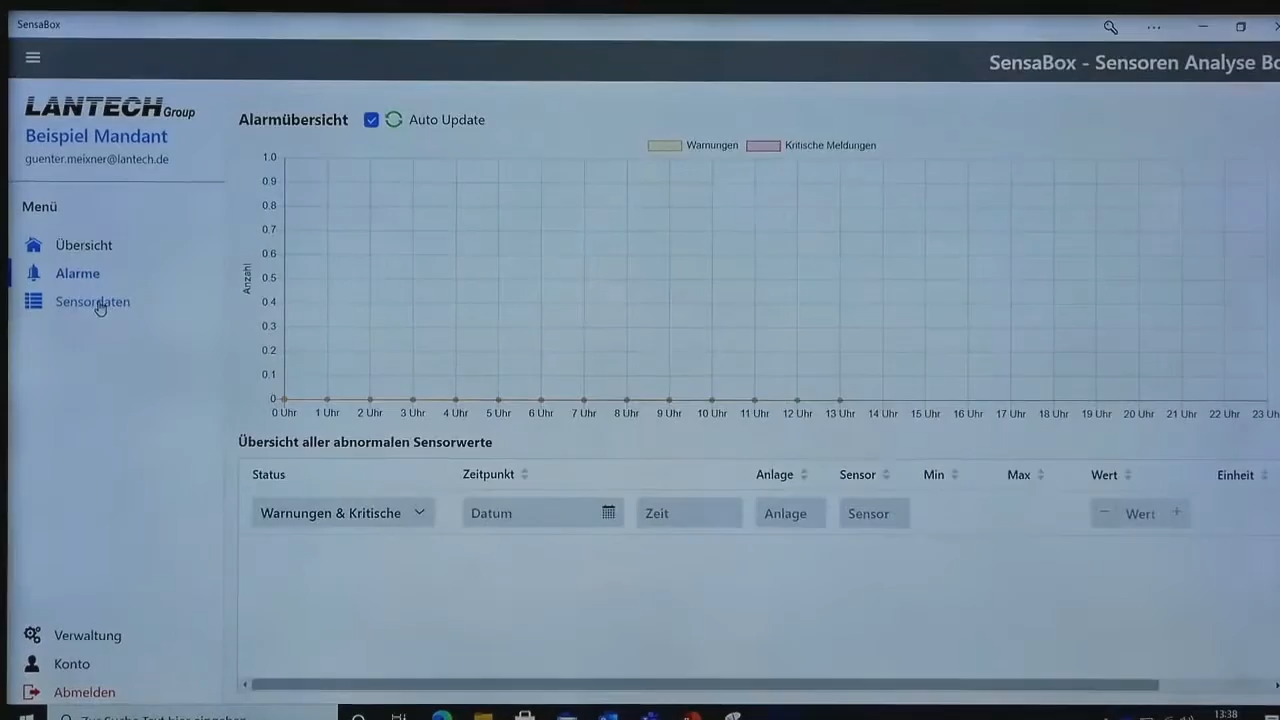 SensaBox
SensaBox - Sensoren Analyse Bo
LANTECH Group
Beispiel Mandant
guenter.meixner@lantech.de
Menü
Übersicht
Alarme
Sensordaten
Verwaltung
Konto
Abmelden
Alarmübersicht Auto Update
Warnungen Kritische Meldungen
1.0
0.9
0.8
0.7
0.6
0.5
0.4
0.3
0.2
0.1
0
Anzahl
0 Uhr 1 Uhr 2 Uhr 3 Uhr 4 Uhr 5 Uhr 6 Uhr 7 Uhr 8 Uhr 9 Uhr 10 Uhr 11 Uhr 12 Uhr 13 Uhr 14 Uhr 15 Uhr 16 Uhr 17 Uhr 18 Uhr 19 Uhr 20 Uhr 21 Uhr 22 Uhr 23 Uh
Übersicht aller abnormalen Sensorwerte
Status Zeitpunkt Anlage Sensor Min Max Wert Einheit
Warnungen & Kritische Datum Zeit Anlage Sensor − Wert +
Zur Suche Text hier eingeben
13:38